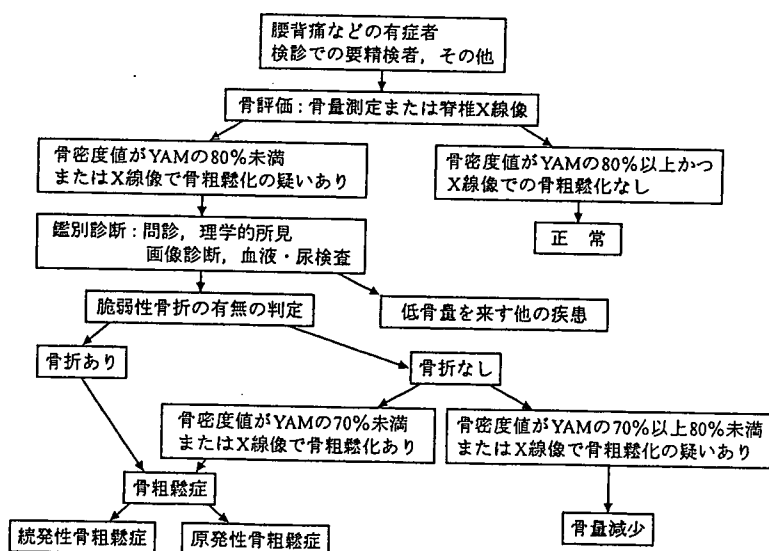 腰背痛などの有症者
検診での要精検者，その他
骨評価：骨量測定または脊椎X線像
骨密度値がYAMの80％未満
またはX線像で骨粗鬆化の疑いあり
骨密度値がYAMの80％以上かつ
X線像での骨粗鬆化なし
鑑別診断：問診，理学的所見
画像診断，血液・尿検査
正　常
脆弱性骨折の有無の判定
低骨量を来す他の疾患
骨折あり
骨折なし
骨密度値がYAMの70％未満
またはX線像で骨粗鬆化あり
骨密度値がYAMの70％以上80％未満
またはX線像で骨粗鬆化の疑いあり
骨粗鬆症
続発性骨粗鬆症
原発性骨粗鬆症
骨量減少